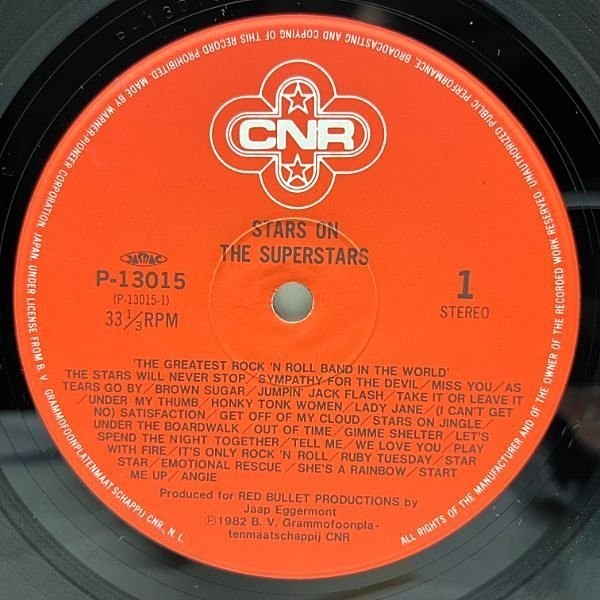 P-13015
UNAUTHORIZED PUBLIC PERFORMANCE, BROADCASTING AND COPYING OF THIS RECORD PROHIBITED. MADE BY WARNER-PIONEER CORPORATION, JAPAN. UNDER LICENSE FROM B. V. GRAMMOFOONPLATENMAATSCHAPPIJ CNR., N. L.
CNR
STARS ON
THE SUPERSTARS
JASRAC
P-13015
(P-13015-1)
33 1/3 RPM
1
STEREO
'THE GREATEST ROCK 'N ROLL BAND IN THE WORLD'
THE STARS WILL NEVER STOP/SYMPATHY FOR THE DEVIL/MISS YOU/AS
TEARS GO BY/BROWN SUGAR/JUMPIN' JACK FLASH/TAKE IT OR LEAVE IT
/UNDER MY THUMB/HONKY TONK WOMEN/LADY JANE/(I CAN'T GET
NO) SATISFACTION/GET OFF OF MY CLOUD/STARS ON JINGLE/
UNDER THE BOARDWALK/OUT OF TIME/GIMME SHELTER/LET'S
SPEND THE NIGHT TOGETHER/TELL ME/WE LOVE YOU/PLAY
WITH FIRE/IT'S ONLY ROCK 'N ROLL/RUBY TUESDAY/STAR
STAR/EMOTIONAL RESCUE/SHE'S A RAINBOW/START
ME UP/ANGIE
Produced for RED BULLET PRODUCTIONS by
Jaap Eggermont
℗1982 B. V. Grammofoonpla-
tenmaatschappij CNR
ALL RIGHTS OF THE MANUFACTURER AND OF THE OWNER OF THE RECORDED WORK RESERVED.